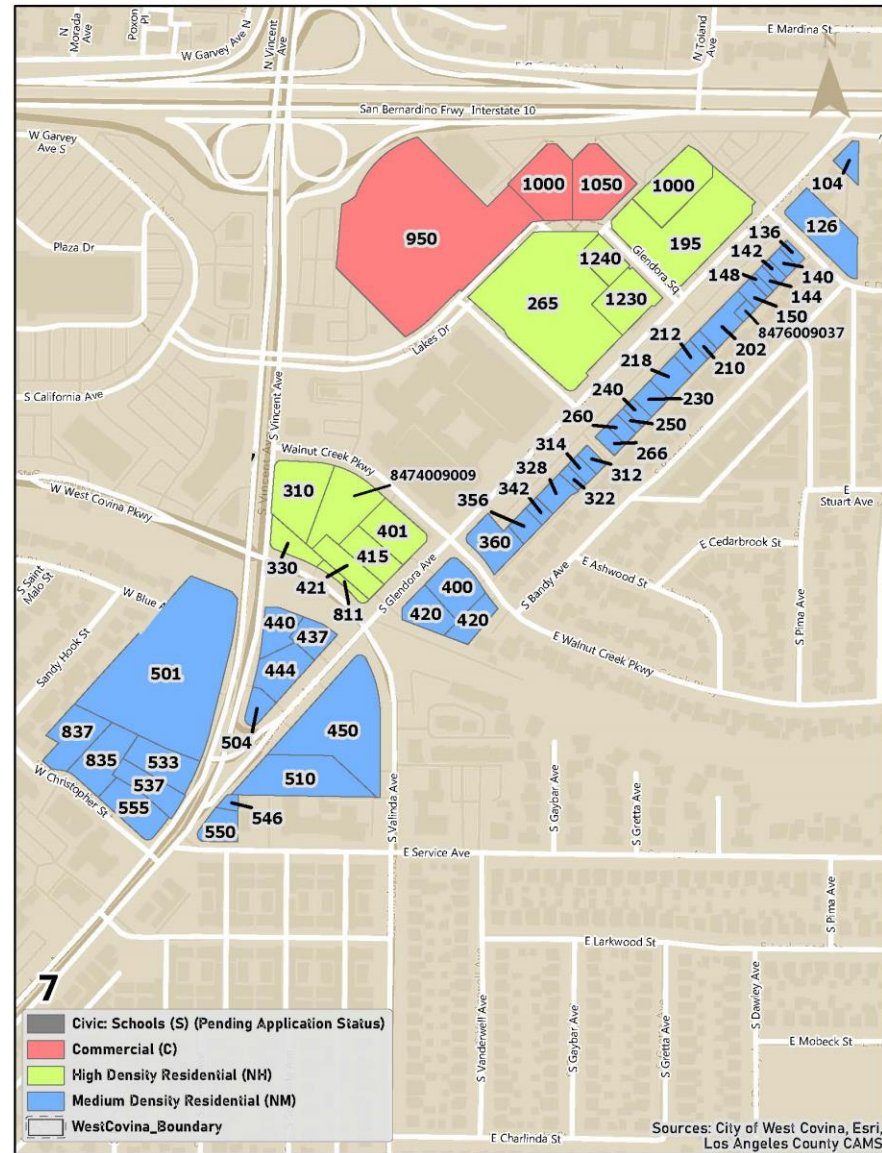 N Morada Ave
Poxon Pl
W Garvey Ave N
N Vincent Ave
N Toland Ave
E Mardina St
N
San Bernardino Frwy Interstate 10
W Garvey Ave S
Plaza Dr
S California Ave
Lakes Dr
Glendora Sq
1000
1050
950
1000
195
1240
265
1230
104
126
136
142
148
140
144
150
8476009037
202
210
212
218
230
240
250
260
266
314
312
328
322
342
356
360
S Vincent Ave
S Vincent Ave
Walnut Creek Pkwy
8474009009
310
401
415
330
421
811
S Glendora Ave
W West Covina Pkwy
400
420
420
S Bandy Ave
E Ashwood St
E Cedarbrook St
E Stuart Ave
S Pima Ave
E Walnut Creek Pkwy
S Saint Malo St
Sandy Hook St
501
440
437
444
504
450
510
837
835
533
537
555
546
550
W Christopher St
S Valinda Ave
S Gaybar Ave
S Gretta Ave
E Service Ave
S Pima Ave
E Larkwood St
S Vanderwell Ave
S Gaybar Ave
S Gretta Ave
S Dawley Ave
E Mobeck St
E Charlinda St
7
Civic: Schools (S) (Pending Application Status)
Commercial (C)
High Density Residential (NH)
Medium Density Residential (NM)
WestCovina_Boundary
Sources: City of West Covina, Esri,
Los Angeles County CAMS